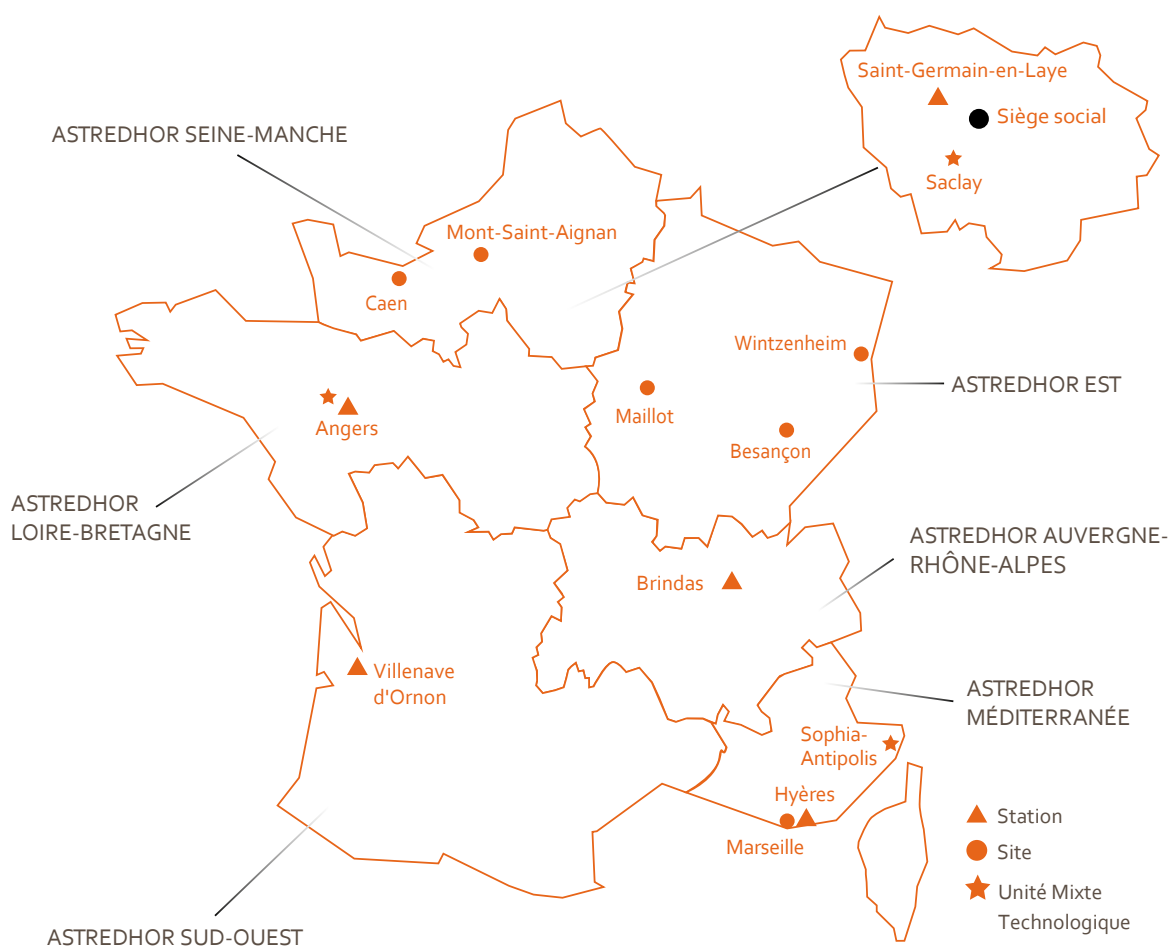 Saint-Germain-en-Laye
Siège social
Saclay
ASTREDHOR SEINE-MANCHE
Mont-Saint-Aignan
Caen
Wintzenheim
ASTREDHOR EST
Maillot
Angers
Besançon
ASTREDHOR
LOIRE-BRETAGNE
ASTREDHOR AUVERGNE-
RHÔNE-ALPES
Brindas
Villenave
d'Ornon
ASTREDHOR
MÉDITERRANÉE
Sophia-
Antipolis
Hyères
Marseille
Station
Site
Unité Mixte
Technologique
ASTREDHOR SUD-OUEST